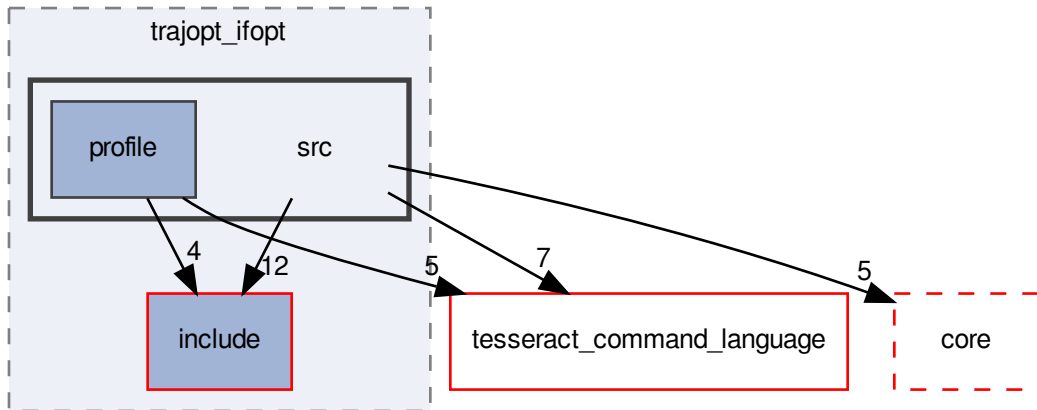 trajopt_ifopt
profile
src
4
12
5
7
5
include
tesseract_command_language
core